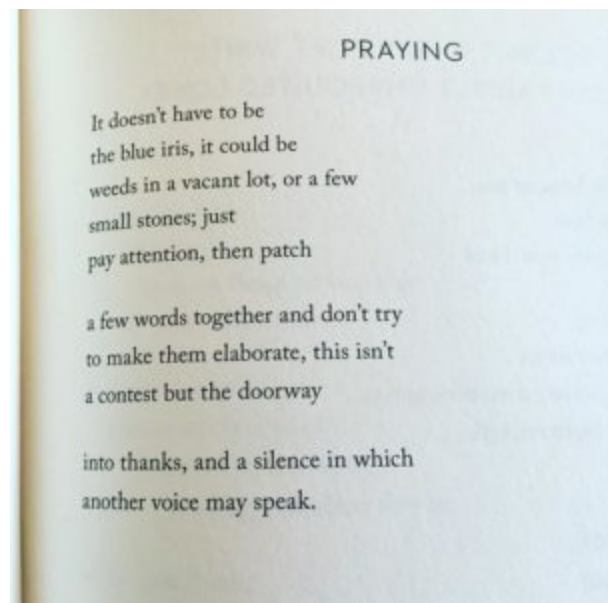 PRAYING
It doesn't have to be
the blue iris, it could be
weeds in a vacant lot, or a few
small stones; just
pay attention, then patch
a few words together and don't try
to make them elaborate, this isn't
a contest but the doorway
into thanks, and a silence in which
another voice may speak.